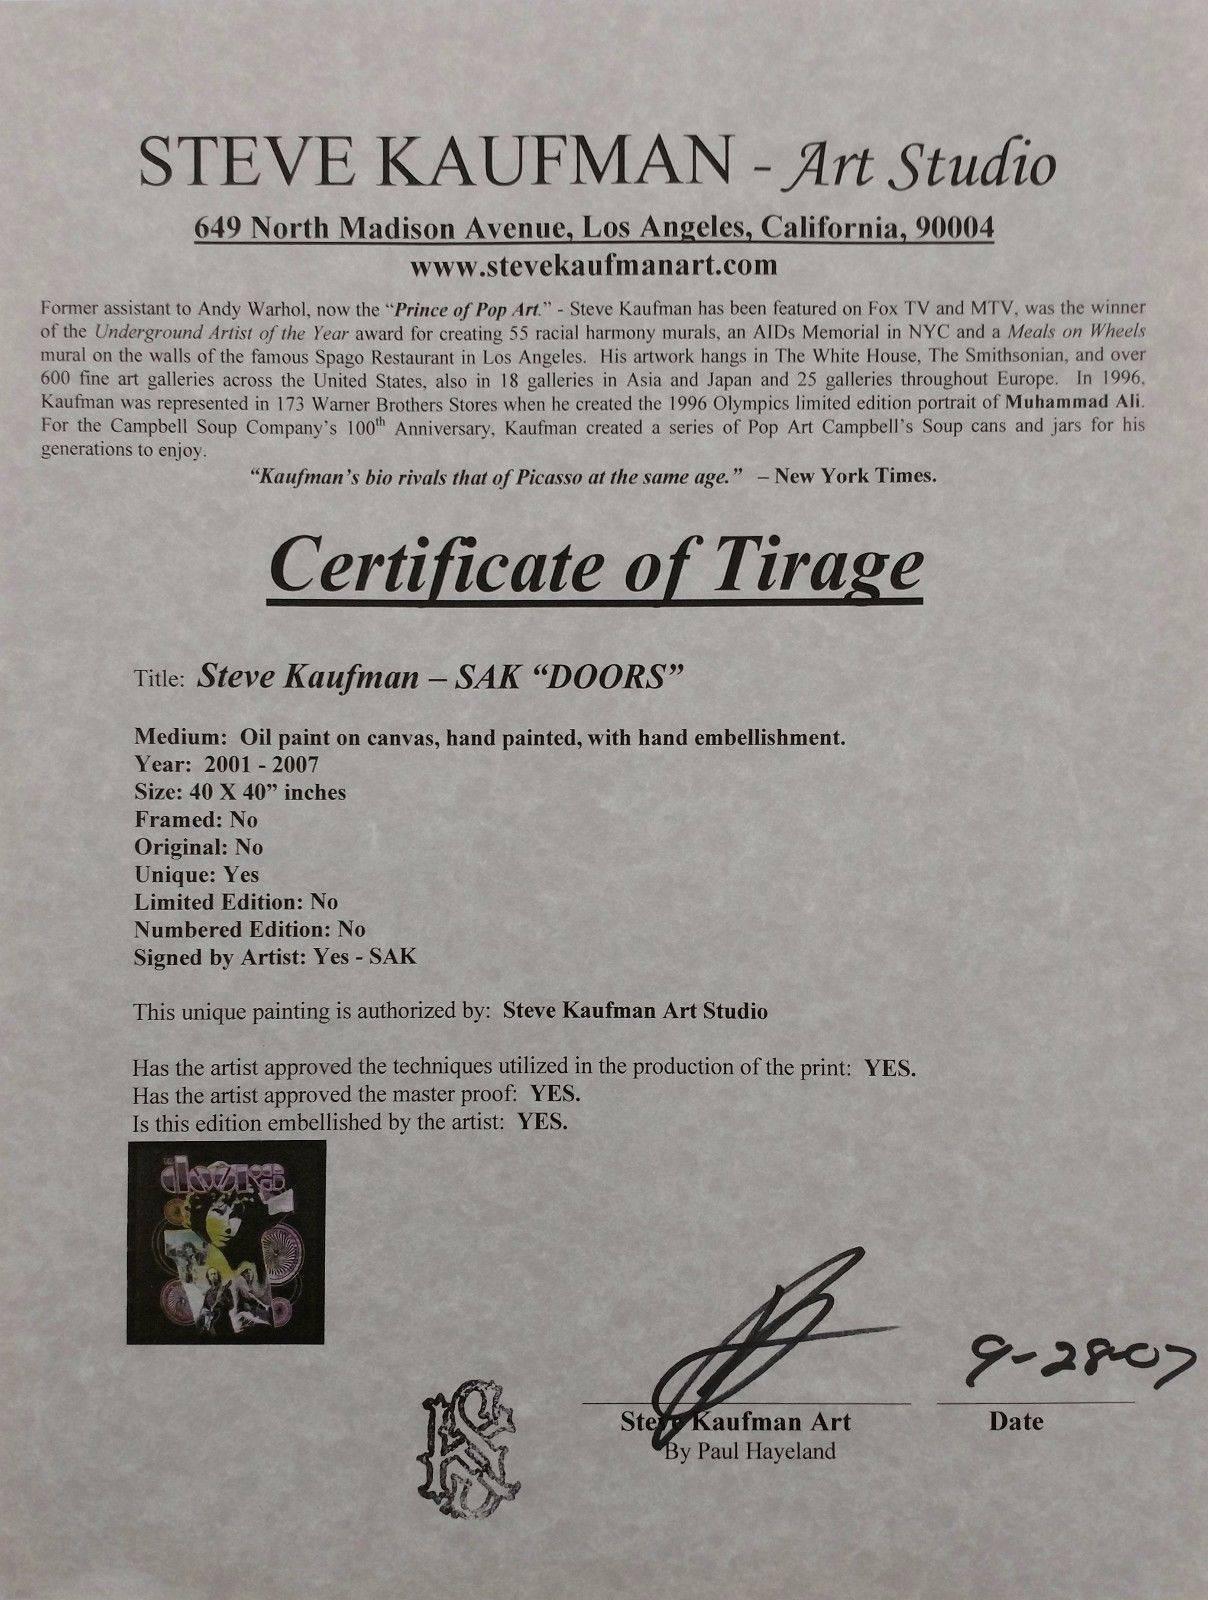 STEVE KAUFMAN - Art Studio
649 North Madison Avenue, Los Angeles, California, 90004
www.stevekaufmanart.com
Former assistant to Andy Warhol, now the “Prince of Pop Art.” - Steve Kaufman has been featured on Fox TV and MTV, was the winner
of the Underground Artist of the Year award for creating 55 racial harmony murals, an AIDs Memorial in NYC and a Meals on Wheels
mural on the walls of the famous Spago Restaurant in Los Angeles. His artwork hangs in The White House, The Smithsonian, and over
600 fine art galleries across the United States, also in 18 galleries in Asia and Japan and 25 galleries throughout Europe. In 1996,
Kaufman was represented in 173 Warner Brothers Stores when he created the 1996 Olympics limited edition portrait of Muhammad Ali.
For the Campbell Soup Company’s 100th Anniversary, Kaufman created a series of Pop Art Campbell’s Soup cans and jars for his
generations to enjoy.
“Kaufman’s bio rivals that of Picasso at the same age.” – New York Times.
Certificate of Tirage
Title: Steve Kaufman – SAK “DOORS”
Medium: Oil paint on canvas, hand painted, with hand embellishment.
Year: 2001 - 2007
Size: 40 X 40” inches
Framed: No
Original: No
Unique: Yes
Limited Edition: No
Numbered Edition: No
Signed by Artist: Yes - SAK
This unique painting is authorized by: Steve Kaufman Art Studio
Has the artist approved the techniques utilized in the production of the print: YES.
Has the artist approved the master proof: YES.
Is this edition embellished by the artist: YES.
the doors
9-28-07
Steve Kaufman Art
Date
By Paul Hayeland